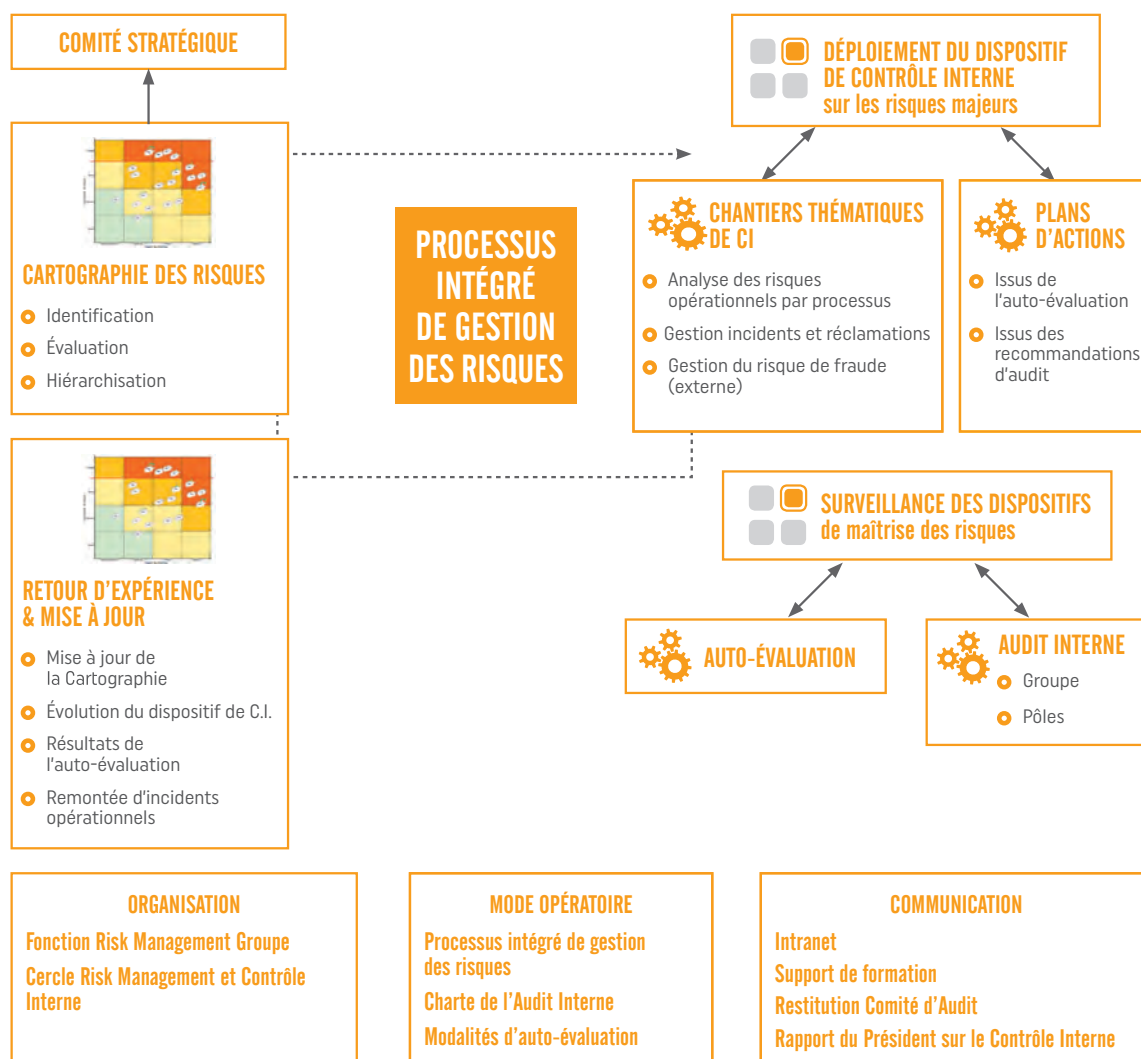 COMITÉ STRATÉGIQUE
CARTOGRAPHIE DES RISQUES
Identification
Évaluation
Hiérarchisation
RETOUR D'EXPÉRIENCE
& MISE À JOUR
Mise à jour de
la Cartographie
Évolution du dispositif de C.I.
Résultats de
l'auto-évaluation
Remontée d'incidents
opérationnels
PROCESSUS
INTÉGRÉ
DE GESTION
DES RISQUES
DÉPLOIEMENT DU DISPOSITIF
DE CONTRÔLE INTERNE
sur les risques majeurs
CHANTIERS THÉMATIQUES
DE CI
Analyse des risques
opérationnels par processus
Gestion incidents et réclamations
Gestion du risque de fraude
(externe)
PLANS
D'ACTIONS
Issus de
l'auto-évaluation
Issus des
recommandations
d'audit
SURVEILLANCE DES DISPOSITIFS
de maîtrise des risques
AUTO-ÉVALUATION
AUDIT INTERNE
Groupe
Pôles
ORGANISATION
Fonction Risk Management Groupe
Cercle Risk Management et Contrôle
Interne
MODE OPÉRATOIRE
Processus intégré de gestion
des risques
Charte de l'Audit Interne
Modalités d'auto-évaluation
COMMUNICATION
Intranet
Support de formation
Restitution Comité d'Audit
Rapport du Président sur le Contrôle Interne